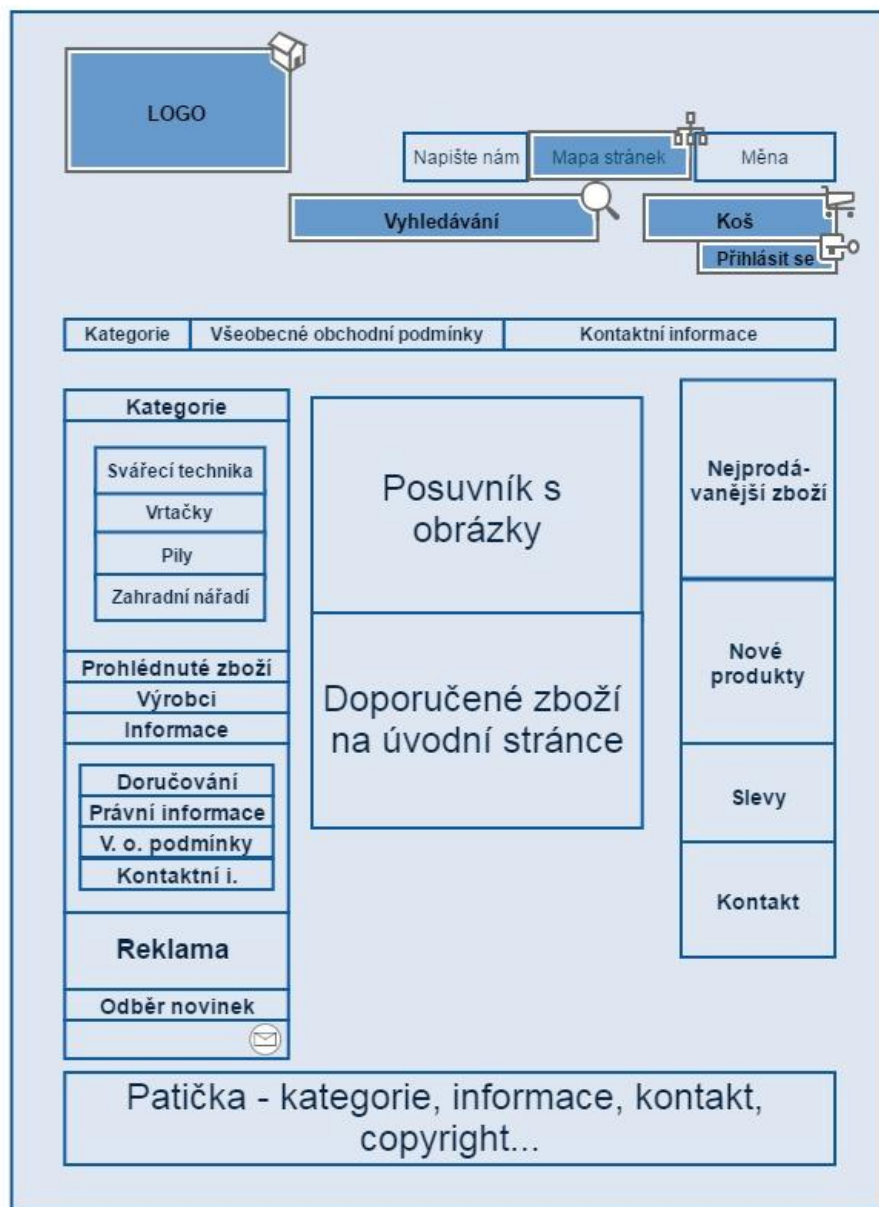 LOGO
Napište nám
Mapa stránek
Měna
Vyhledávání
Koš
Přihlásit se
Kategorie
Všeobecné obchodní podmínky
Kontaktní informace
Kategorie
Svářecí technika
Vrtačky
Pily
Zahradní nářadí
Prohlédnuté zboží
Výrobci
Informace
Doručování
Právní informace
V. o. podmínky
Kontaktní i.
Reklama
Odběr novinek
Posuvník s
obrázky
Doporučené zboží
na úvodní stránce
Nejprodá-
vanější zboží
Nové
produkty
Slevy
Kontakt
Patička - kategorie, informace, kontakt,
copyright...